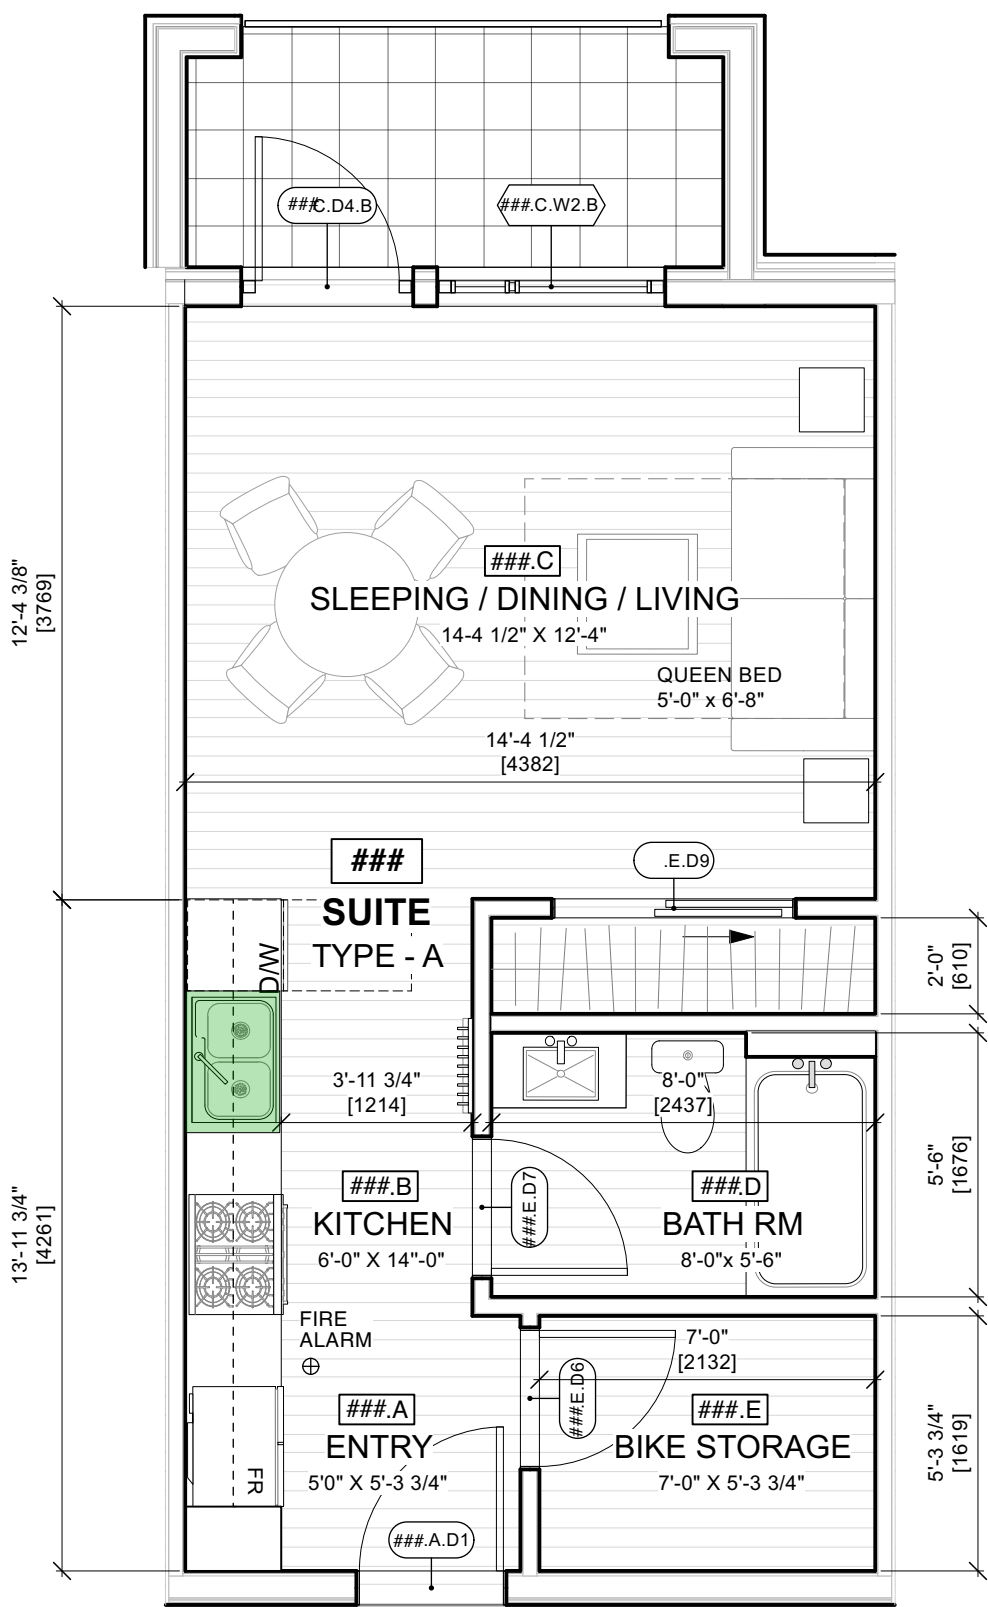 ###.C.D4.B
###.C.W2.B
12'-4 3/8"
[3769]
###.C
SLEEPING / DINING / LIVING
14-4 1/2" X 12'-4"
QUEEN BED
5'-0" x 6'-8"
14'-4 1/2"
[4382]
###
SUITE
TYPE - A
.E.D9
D/W
2'-0"
[610]
3'-11 3/4"
[1214]
8'-0"
[2437]
5'-6"
[1676]
###.B
KITCHEN
6'-0" X 14"-0"
###.E.D7
###.D
BATH RM
8'-0"x 5'-6"
13'-11 3/4"
[4261]
FIRE
ALARM
7'-0"
[2132]
###.E.D6
###.A
ENTRY
5'0" X 5'-3 3/4"
###.E
BIKE STORAGE
7'-0" X 5'-3 3/4"
5'-3 3/4"
[1619]
FR
###.A.D1